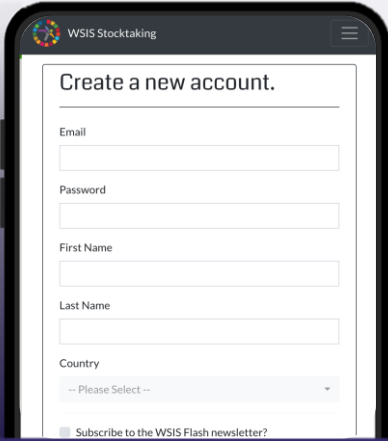 WSIS Stocktaking
Create a new account.
Email
Password
First Name
Last Name
Country
-- Please Select --
Subscribe to the WSIS Flash newsletter?